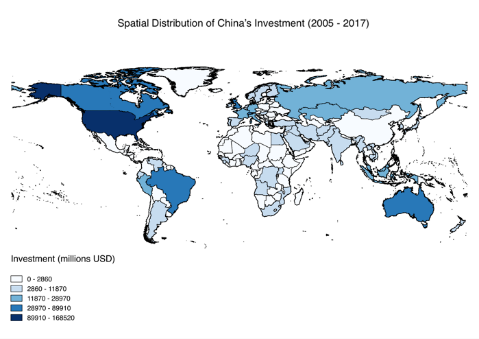 Spatial Distribution of China's Investment (2005 - 2017)
Investment (millions USD)
0 - 2860
2860 - 11870
11870 - 28970
28970 - 89910
89910 - 168520